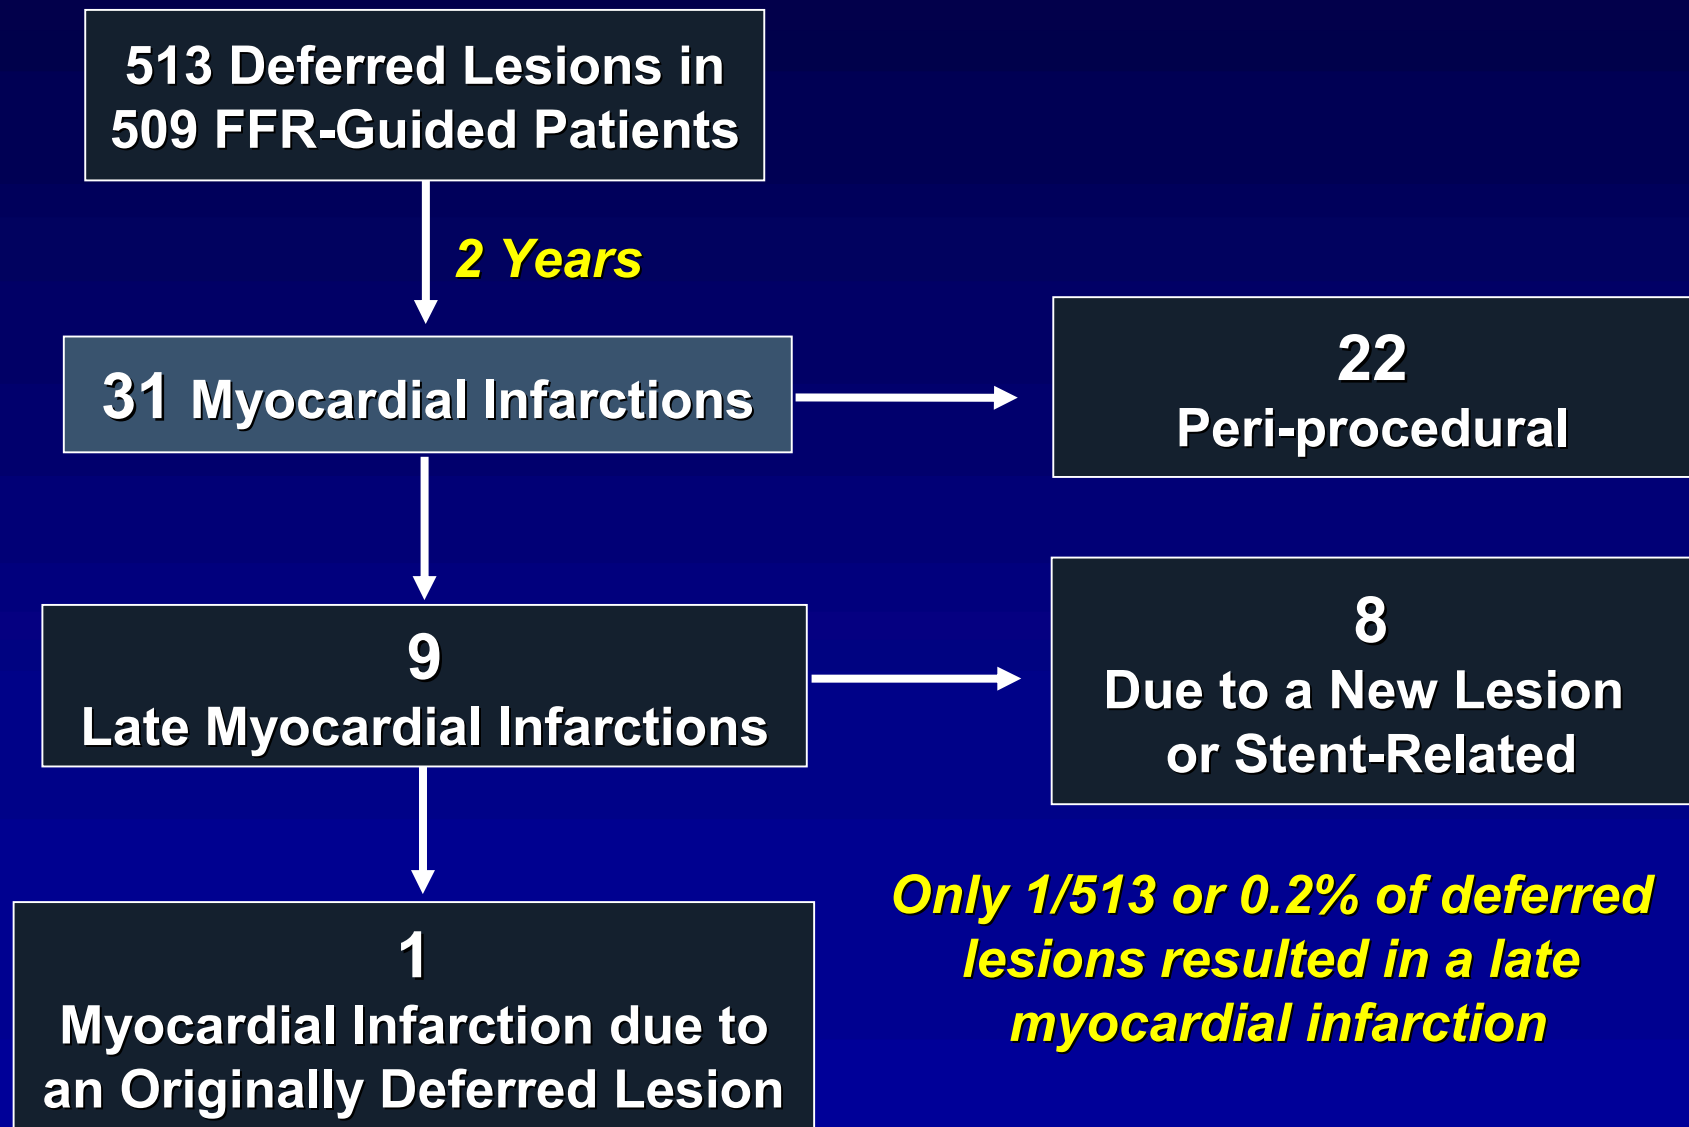 513 Deferred Lesions in
509 FFR-Guided Patients
2 Years
31 Myocardial Infarctions
22
Peri-procedural
9
Late Myocardial Infarctions
8
Due to a New Lesion
or Stent-Related
1
Myocardial Infarction due to
an Originally Deferred Lesion
Only 1/513 or 0.2% of deferred
lesions resulted in a late
myocardial infarction